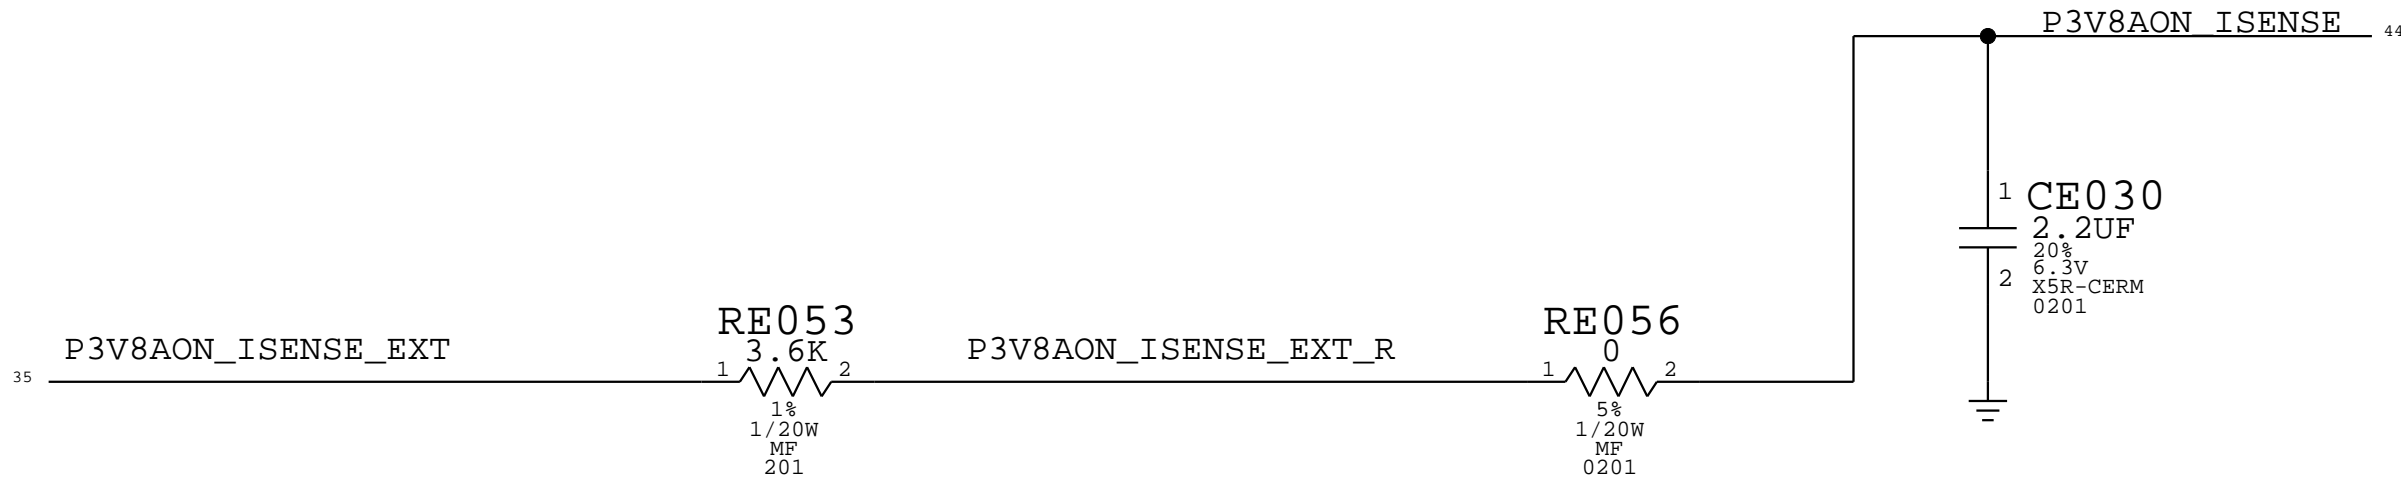 P3V8AON_ISENSE 44
1 CE030
2.2UF
20%
6.3V
2
X5R-CERM
0201
RE053
3.6K
P3V8AON_ISENSE_EXT
35
1 2
1%
1/20W
MF
201
P3V8AON_ISENSE_EXT_R
RE056
0
1 2
5%
1/20W
MF
0201